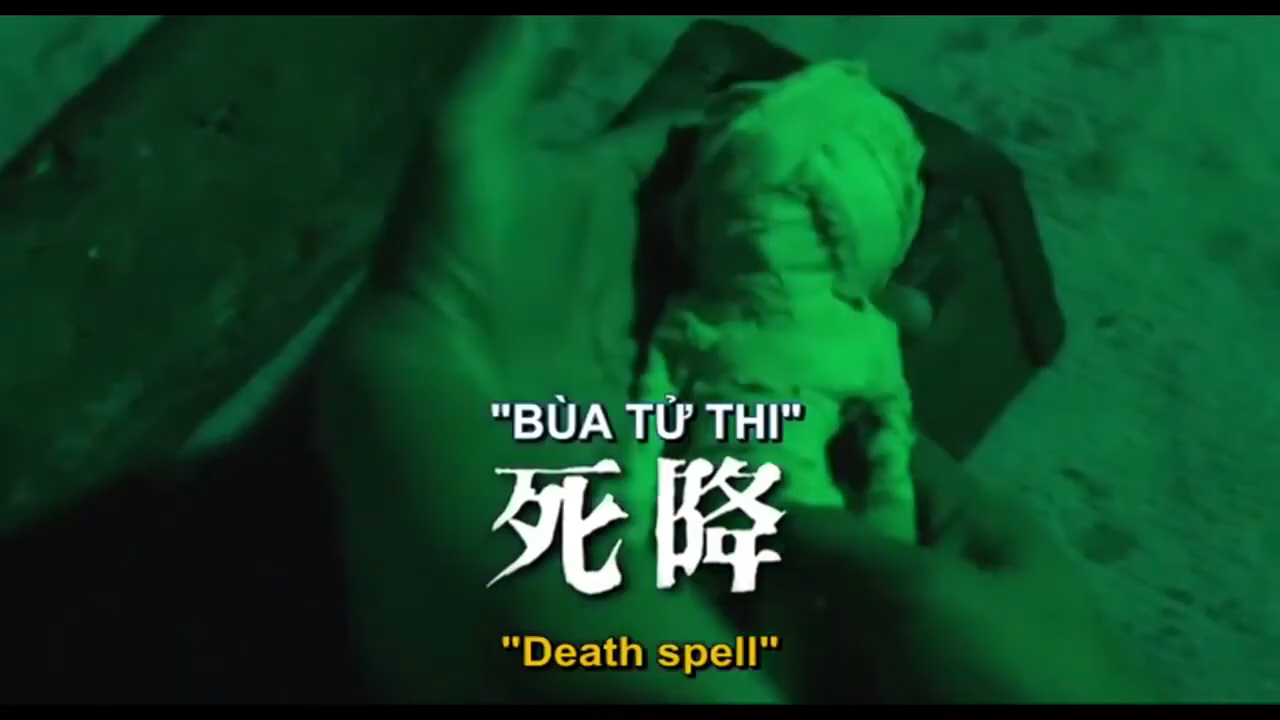 "BÙA TỬ THI"
死降
"Death spell"